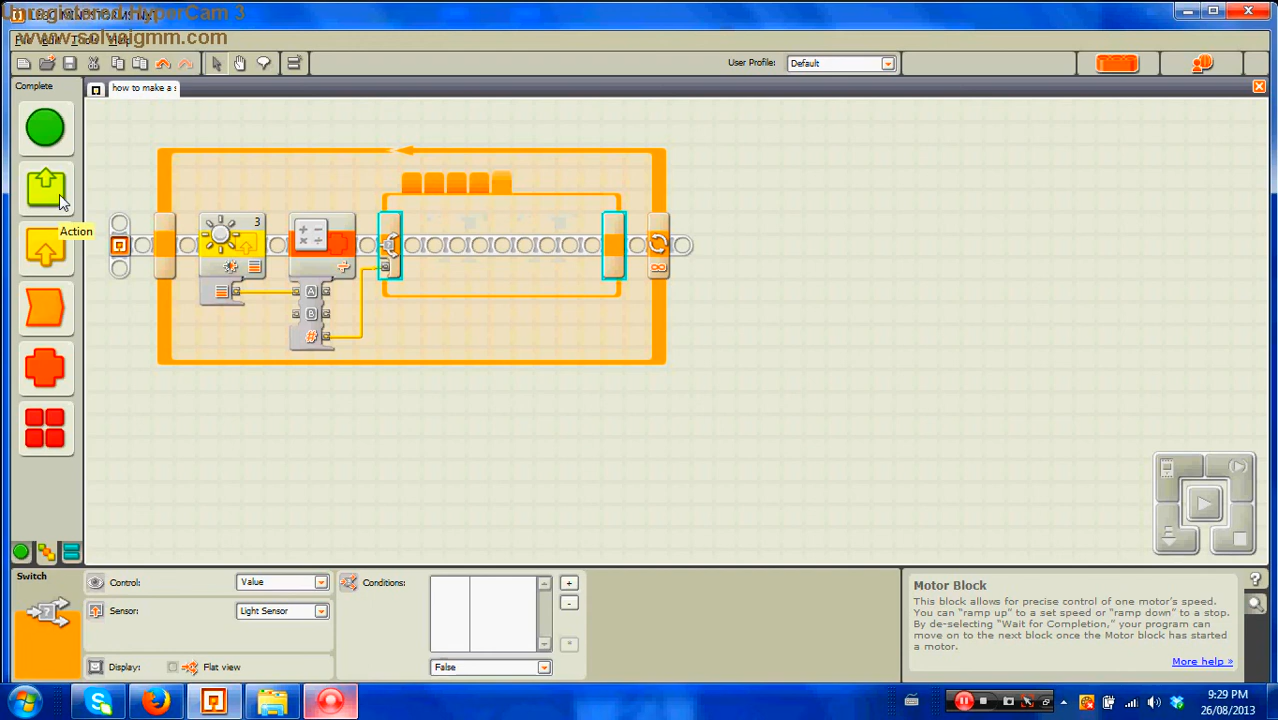 Unregistered HyperCam 3
www.solveigmm.com
User Profile:
Default
Complete
how to make a s
Action
3
A
B
#
Switch
Control:
Value
Sensor:
Light Sensor
Display:
Flat view
Conditions:
+
-
False
Motor Block
This block allows for precise control of one motor's speed.
You can "ramp up" to a set speed or "ramp down" to a stop.
By de-selecting "Wait for Completion," your program can
move on to the next block once the Motor block has started
a motor.
More help »
?
9:29 PM
26/08/2013